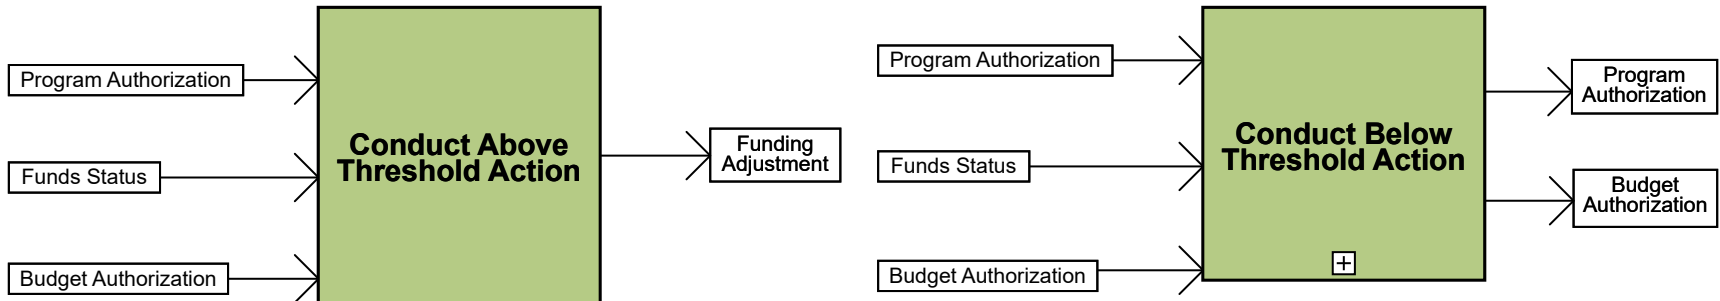 Program Authorization
Funds Status
Budget Authorization
Conduct Above
Threshold Action
Funding
Adjustment
Program Authorization
Funds Status
Budget Authorization
Conduct Below
Threshold Action
Program
Authorization
Budget
Authorization